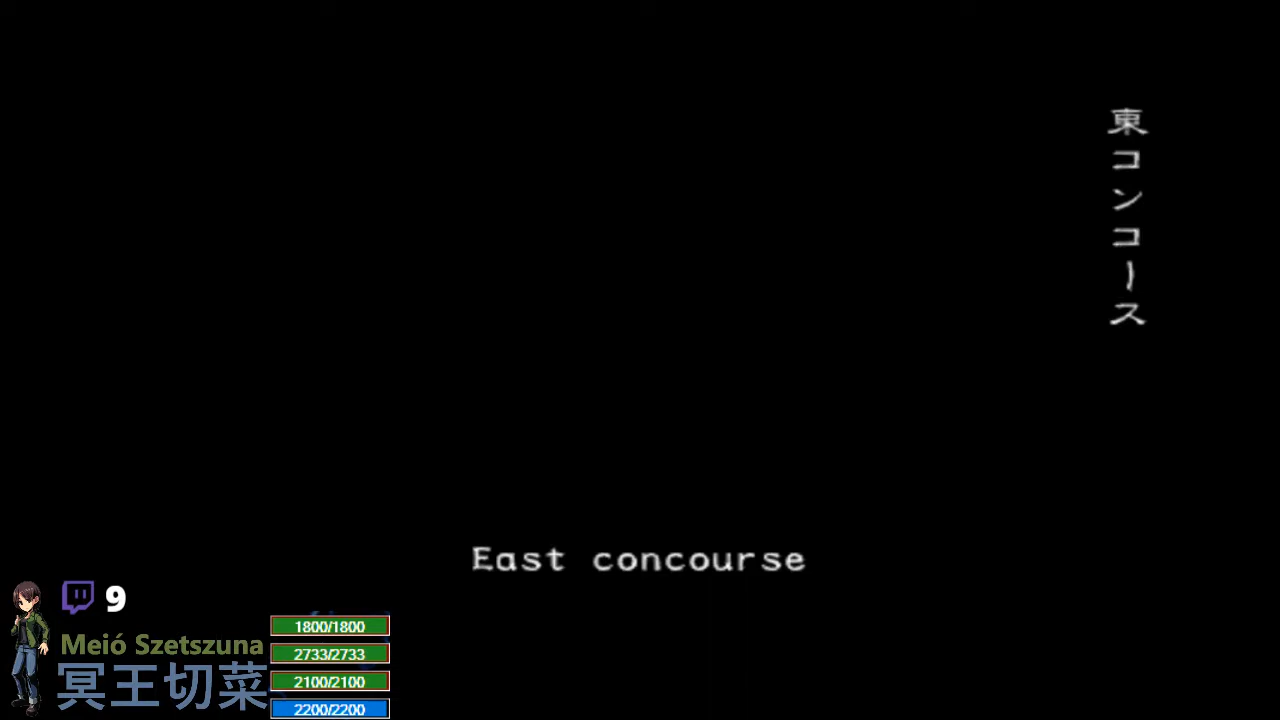 東コンコース
East concourse
9
Meió Szetszuna
冥王切菜
1800/1800
2733/2733
2100/2100
2200/2200